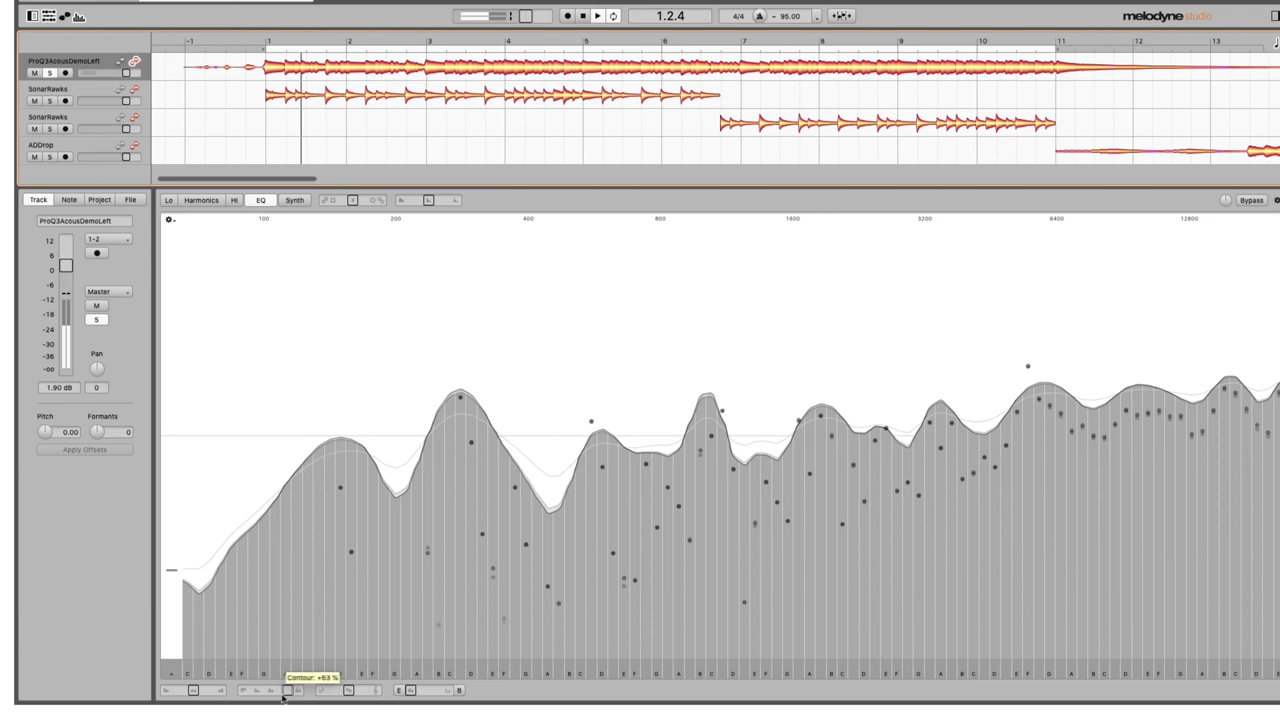 1.2.4 4/4 = 95.00 melodyne studio
-1 1 2 3 4 5 6 7 8 9 10 11 12 13
ProQ3AcousDemoLeft
M S
SonarRawks
M S
SonarRawks
M S
ADDrop
M S
Track Note Project File Lo Harmonics Hi EQ Synth Bypass
100 200 400 800 1600 3200 6400 12800
ProQ3AcousDemoLeft
12 1-2
6
0
-6
-12 Master
-18 M
-24 S
-30
-36 Pan
-oo
1.90 dB 0
Pitch Formants
0.00 0
Apply Offsets
Contour: +63 %
E B